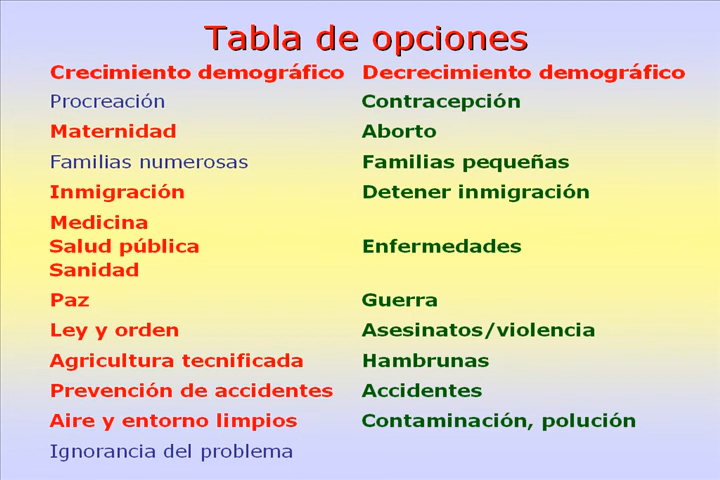 Tabla de opciones
Crecimiento demográfico Decrecimiento demográfico
Procreación Contracepción
Maternidad Aborto
Familias numerosas Familias pequeñas
Inmigración Detener inmigración
Medicina
Salud pública Enfermedades
Sanidad
Paz Guerra
Ley y orden Asesinatos/violencia
Agricultura tecnificada Hambrunas
Prevención de accidentes Accidentes
Aire y entorno limpios Contaminación, polución
Ignorancia del problema